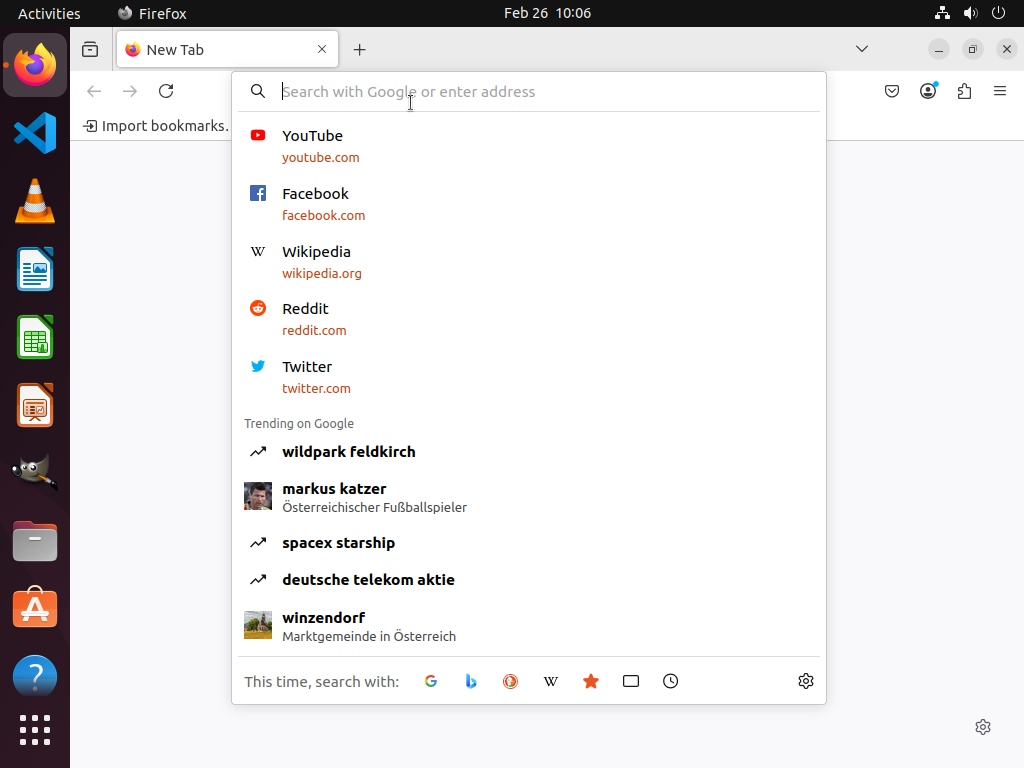 Activities
Firefox
Feb 26 10:06
New Tab
Search with Google or enter address
Import bookmarks.
YouTube
youtube.com
Facebook
facebook.com
W
Wikipedia
wikipedia.org
Reddit
reddit.com
Twitter
twitter.com
Trending on Google
wildpark feldkirch
markus katzer
Österreichischer Fußballspieler
spacex starship
deutsche telekom aktie
winzendorf
Marktgemeinde in Österreich
This time, search with:
G
W
?